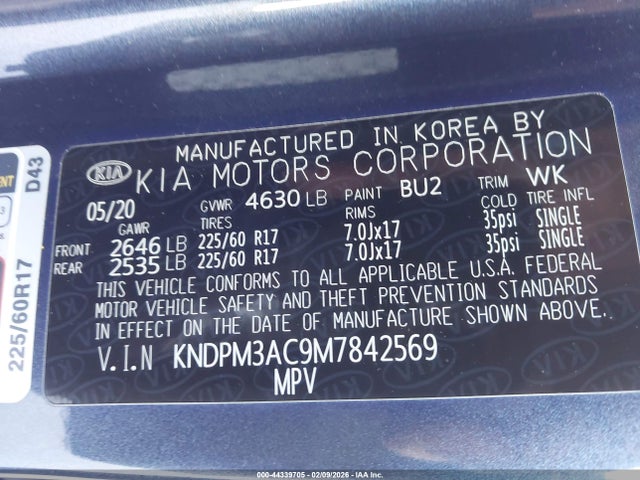 MANUFACTURED IN KOREA BY
KIA KIA MOTORS CORPORATION
05/20 GVWR 4630 LB PAINT BU2 TRIM WK
GAWR TIRES RIMS COLD TIRE INFL
FRONT 2646 LB 225/60 R17 7.0Jx17 35psi SINGLE
REAR 2535 LB 225/60 R17 7.0Jx17 35psi SINGLE
THIS VEHICLE CONFORMS TO ALL APPLICABLE U.S.A. FEDERAL
MOTOR VEHICLE SAFETY AND THEFT PREVENTION STANDARDS
IN EFFECT ON THE DATE OF MANUFACTURE SHOWN ABOVE.
V.I.N KNDPM3AC9M7842569
MPV
D43
225/60R17
000-44339705 - 02/09/2026 - IAAI.com